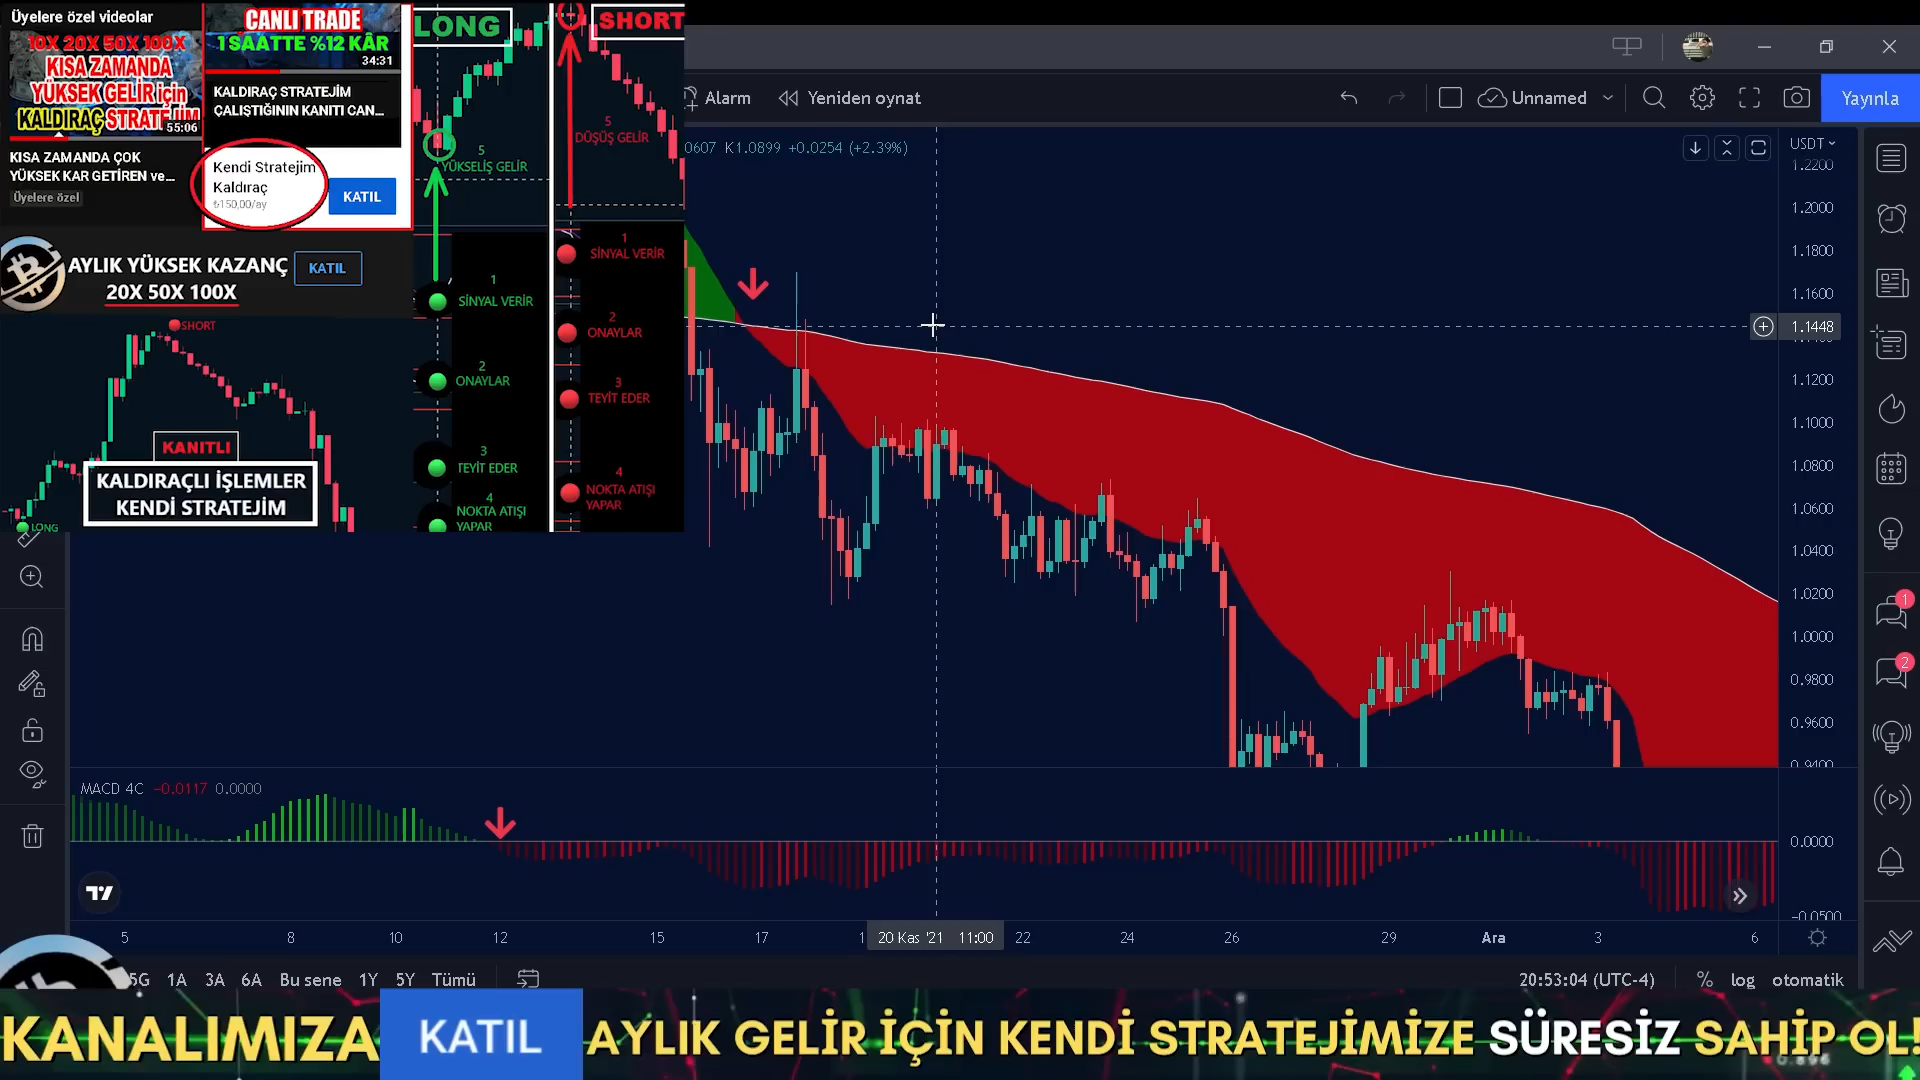 Üyelere özel videolar
10X 20X 50X 100X
KISA ZAMANDA
YÜKSEK GELİR için
KALDIRAÇ STRATEJİM
55:06
KISA ZAMANDA ÇOK
YÜKSEK KAR GETİREN ve...
Üyelere özel
CANLI TRADE
1 SAATTE %12 KÂR
34:31
KALDIRAÇ STRATEJİM
ÇALIŞTIĞININ KANITI CAN...
Kendi Stratejim
Kaldıraç
₺150,00/ay
KATIL
AYLIK YÜKSEK KAZANÇ
20X 50X 100X
KATIL
SHORT
KANITLI
KALDIRAÇLI İŞLEMLER
KENDİ STRATEJİM
LONG
LONG
5
YÜKSELİŞ GELİR
1
SİNYAL VERİR
2
ONAYLAR
3
TEYİT EDER
4
NOKTA ATIŞI
YAPAR
SHORT
5
DÜŞÜŞ GELİR
1
SİNYAL VERİR
2
ONAYLAR
3
TEYİT EDER
4
NOKTA ATIŞI
YAPAR
Alarm
Yeniden oynat
Unnamed
Yayınla
0607 K1.0899 +0.0254 (+2.39%)
USDT
1.2200
1.2000
1.1800
1.1600
1.1448
1.1200
1.1000
1.0800
1.0600
1.0400
1.0200
1.0000
0.9800
0.9600
0.9400
1
2
MACD 4C −0.0117 0.0000
0.0000
−0.0500
5 8 10 12 15 17 1 20 Kas '21 11:00 22 24 26 29 Ara 3 6
5G 1A 3A 6A Bu sene 1Y 5Y Tümü
20:53:04 (UTC-4) % log otomatik
KANALIMIZA KATIL AYLIK GELİR İÇİN KENDİ STRATEJİMİZE SÜRESİZ SAHİP OL!